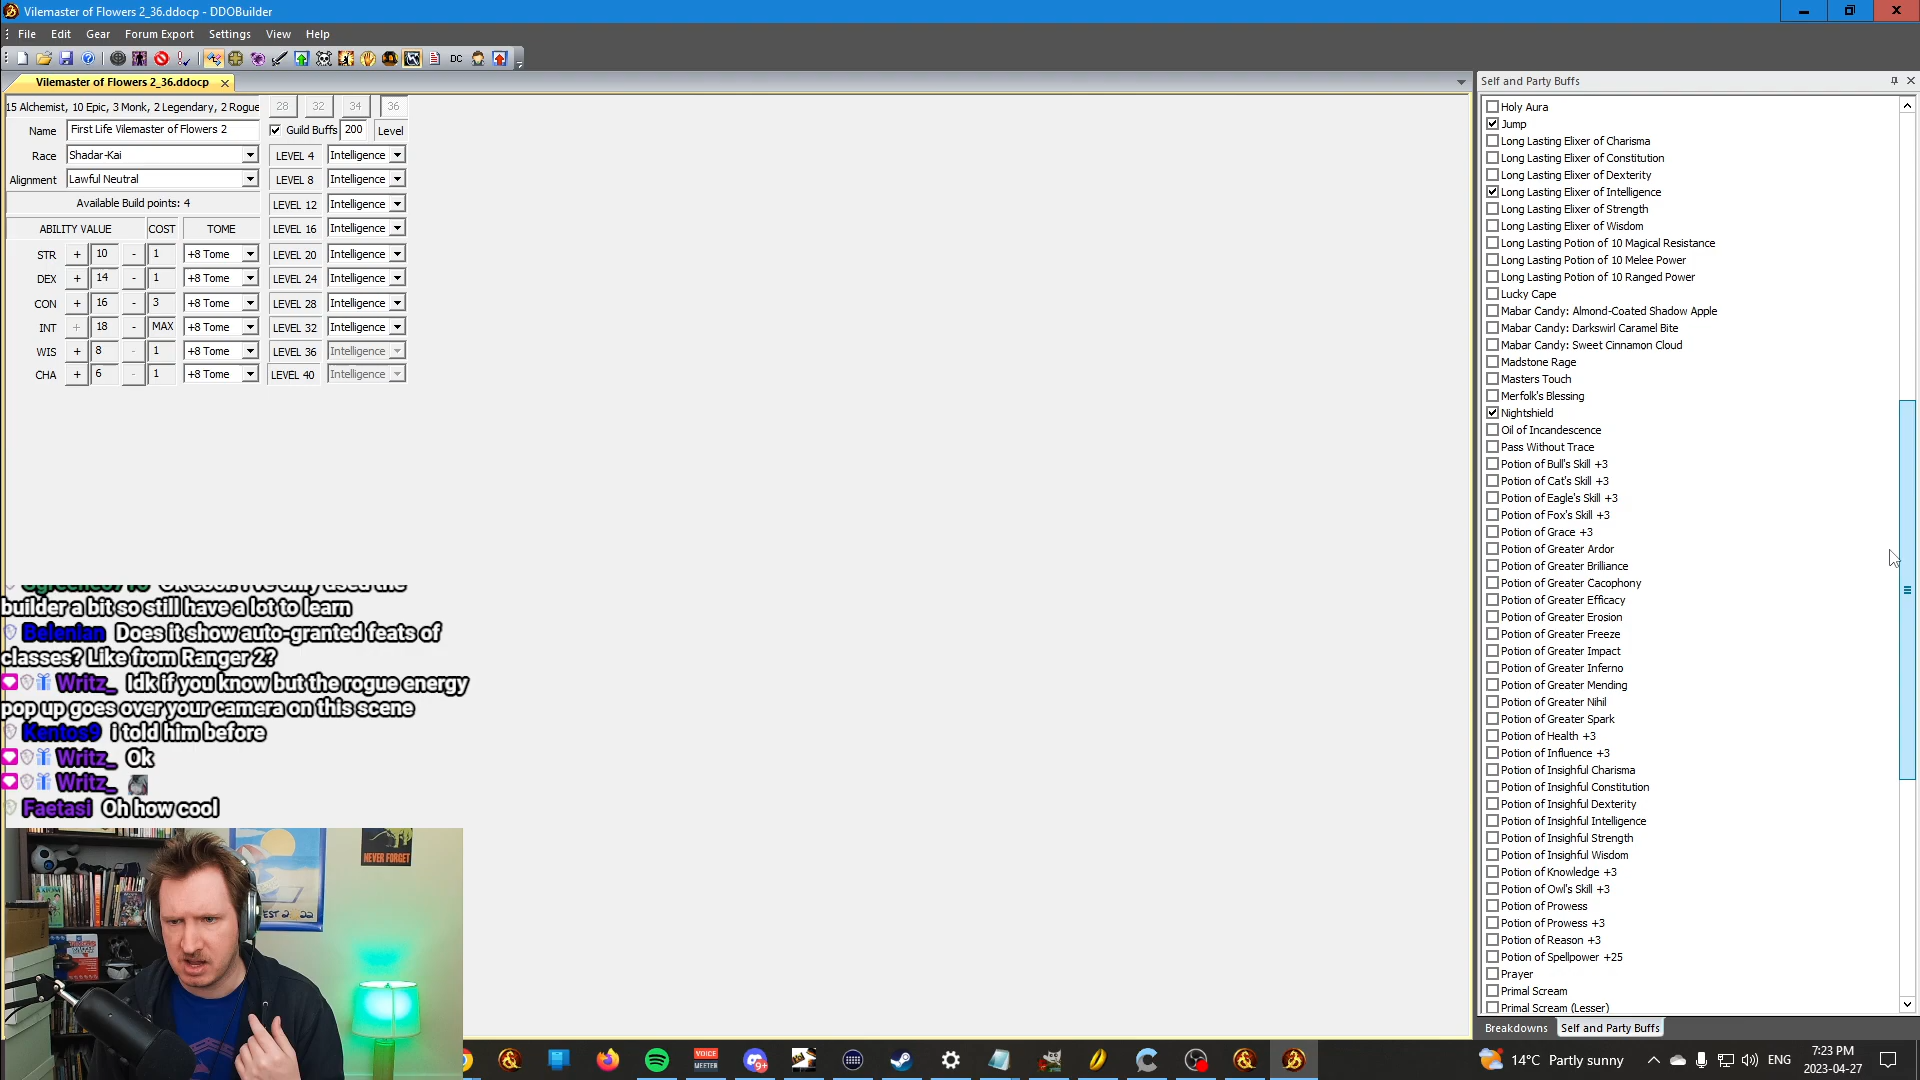 Vilemaster of Flowers 2_36.ddocp - DDOBuilder
File Edit Gear Forum Export Settings View Help
DC
Vilemaster of Flowers 2_36.ddocp
15 Alchemist, 10 Epic, 3 Monk, 2 Legendary, 2 Rogue 28 32 34 36
Name First Life Vilemaster of Flowers 2 Guild Buffs 200 Level
Race Shadar-Kai LEVEL 4 Intelligence
Alignment Lawful Neutral LEVEL 8 Intelligence
Available Build points: 4 LEVEL 12 Intelligence
ABILITY VALUE COST TOME LEVEL 16 Intelligence
STR + 10 - 1 +8 Tome LEVEL 20 Intelligence
DEX + 14 - 1 +8 Tome LEVEL 24 Intelligence
CON + 16 - 3 +8 Tome LEVEL 28 Intelligence
INT + 18 - MAX +8 Tome LEVEL 32 Intelligence
WIS + 8 - 1 +8 Tome LEVEL 36 Intelligence
CHA + 6 - 1 +8 Tome LEVEL 40 Intelligence
builder a bit so still have a lot to learn
Belenian Does it show auto-granted feats of
classes? Like from Ranger 2?
Writz_ Idk if you know but the rogue energy
pop up goes over your camera on this scene
Kentos9 i told him before
Writz_ Ok
Writz_
Faetasi Oh how cool
NEVER FORGET
Self and Party Buffs
Holy Aura
Jump
Long Lasting Elixer of Charisma
Long Lasting Elixer of Constitution
Long Lasting Elixer of Dexterity
Long Lasting Elixer of Intelligence
Long Lasting Elixer of Strength
Long Lasting Elixer of Wisdom
Long Lasting Potion of 10 Magical Resistance
Long Lasting Potion of 10 Melee Power
Long Lasting Potion of 10 Ranged Power
Lucky Cape
Mabar Candy: Almond-Coated Shadow Apple
Mabar Candy: Darkswirl Caramel Bite
Mabar Candy: Sweet Cinnamon Cloud
Madstone Rage
Masters Touch
Merfolk's Blessing
Nightshield
Oil of Incandescence
Pass Without Trace
Potion of Bull's Skill +3
Potion of Cat's Skill +3
Potion of Eagle's Skill +3
Potion of Fox's Skill +3
Potion of Grace +3
Potion of Greater Ardor
Potion of Greater Brilliance
Potion of Greater Cacophony
Potion of Greater Efficacy
Potion of Greater Erosion
Potion of Greater Freeze
Potion of Greater Impact
Potion of Greater Inferno
Potion of Greater Mending
Potion of Greater Nihil
Potion of Greater Spark
Potion of Health +3
Potion of Influence +3
Potion of Insighful Charisma
Potion of Insighful Constitution
Potion of Insighful Dexterity
Potion of Insighful Intelligence
Potion of Insighful Strength
Potion of Insighful Wisdom
Potion of Knowledge +3
Potion of Owl's Skill +3
Potion of Prowess
Potion of Prowess +3
Potion of Reason +3
Potion of Spellpower +25
Prayer
Primal Scream
Primal Scream (Lesser)
Breakdowns Self and Party Buffs
VOICE MEETER
9+
14°C Partly sunny ENG 7:23 PM
2023-04-27